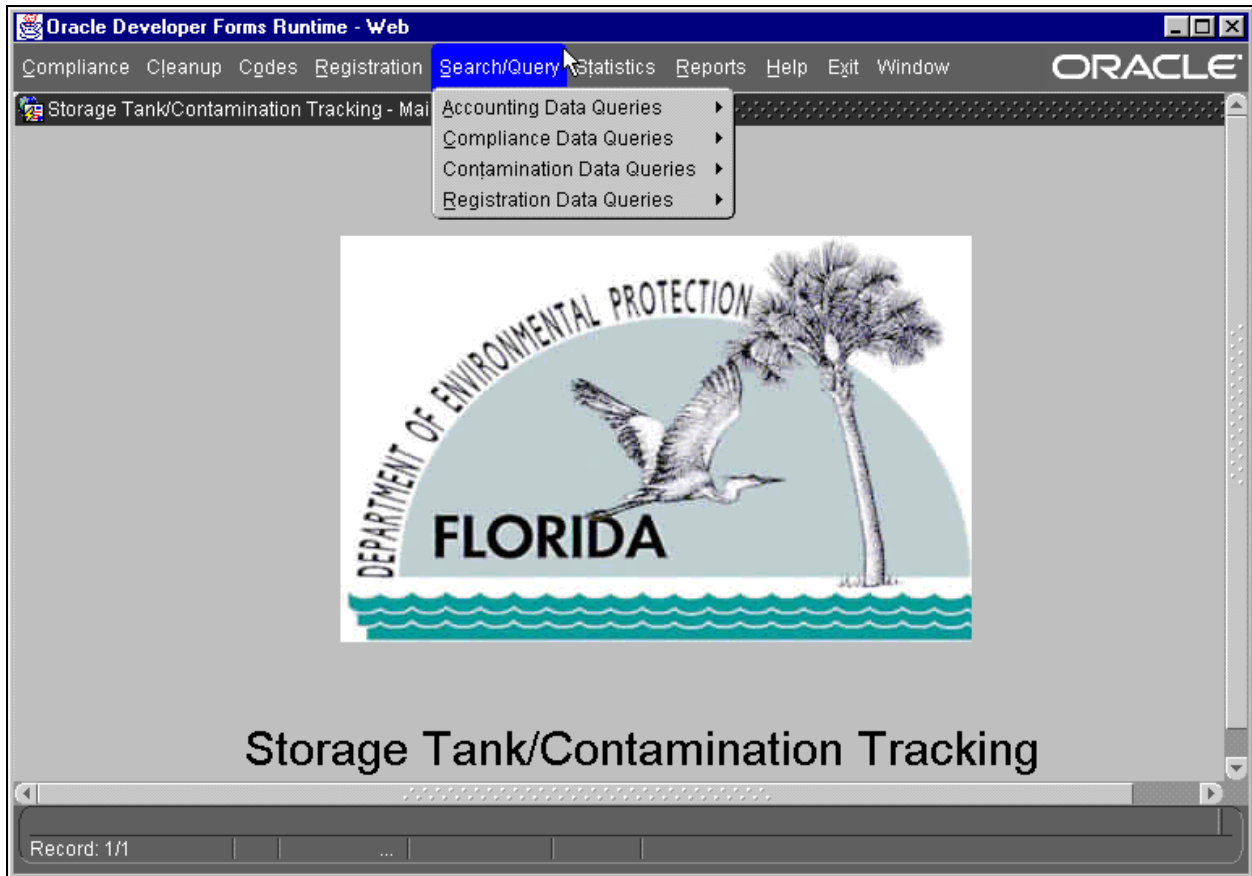 Oracle Developer Forms Runtime - Web
Compliance Cleanup Codes Registration Search/Query Statistics Reports Help Exit Window ORACLE
Storage Tank/Contamination Tracking - Mai
Accounting Data Queries
Compliance Data Queries
Contamination Data Queries
Registration Data Queries
DEPARTMENT OF ENVIRONMENTAL PROTECTION
FLORIDA
Storage Tank/Contamination Tracking
Record: 1/1 ...